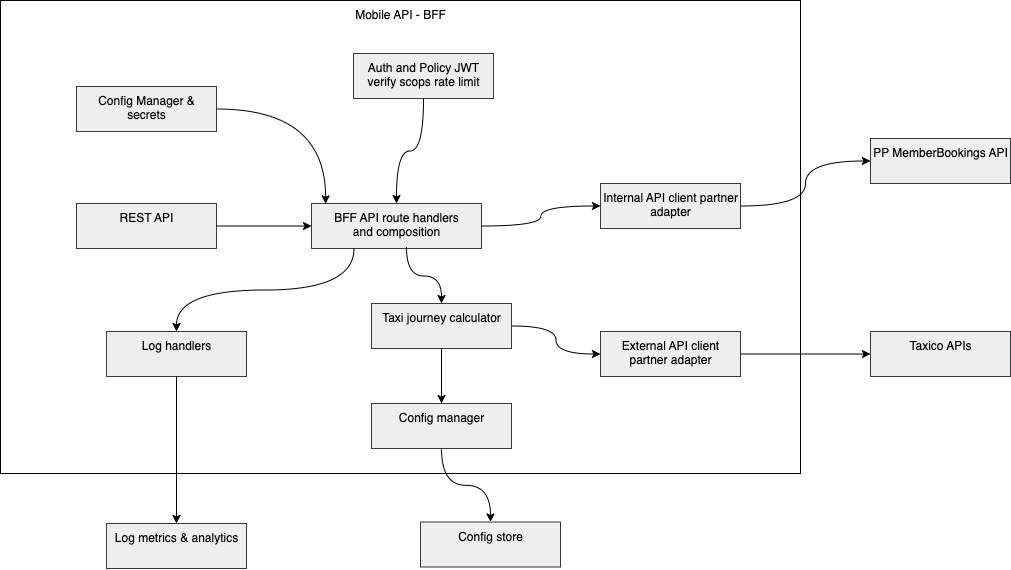 Mobile API - BFF
Auth and Policy JWT
verify scops rate limit
Config Manager &
secrets
PP MemberBookings API
Internal API client partner
adapter
REST API
BFF API route handlers
and composition
Taxi journey calculator
Log handlers
External API client
partner adapter
Taxico APIs
Config manager
Log metrics & analytics
Config store